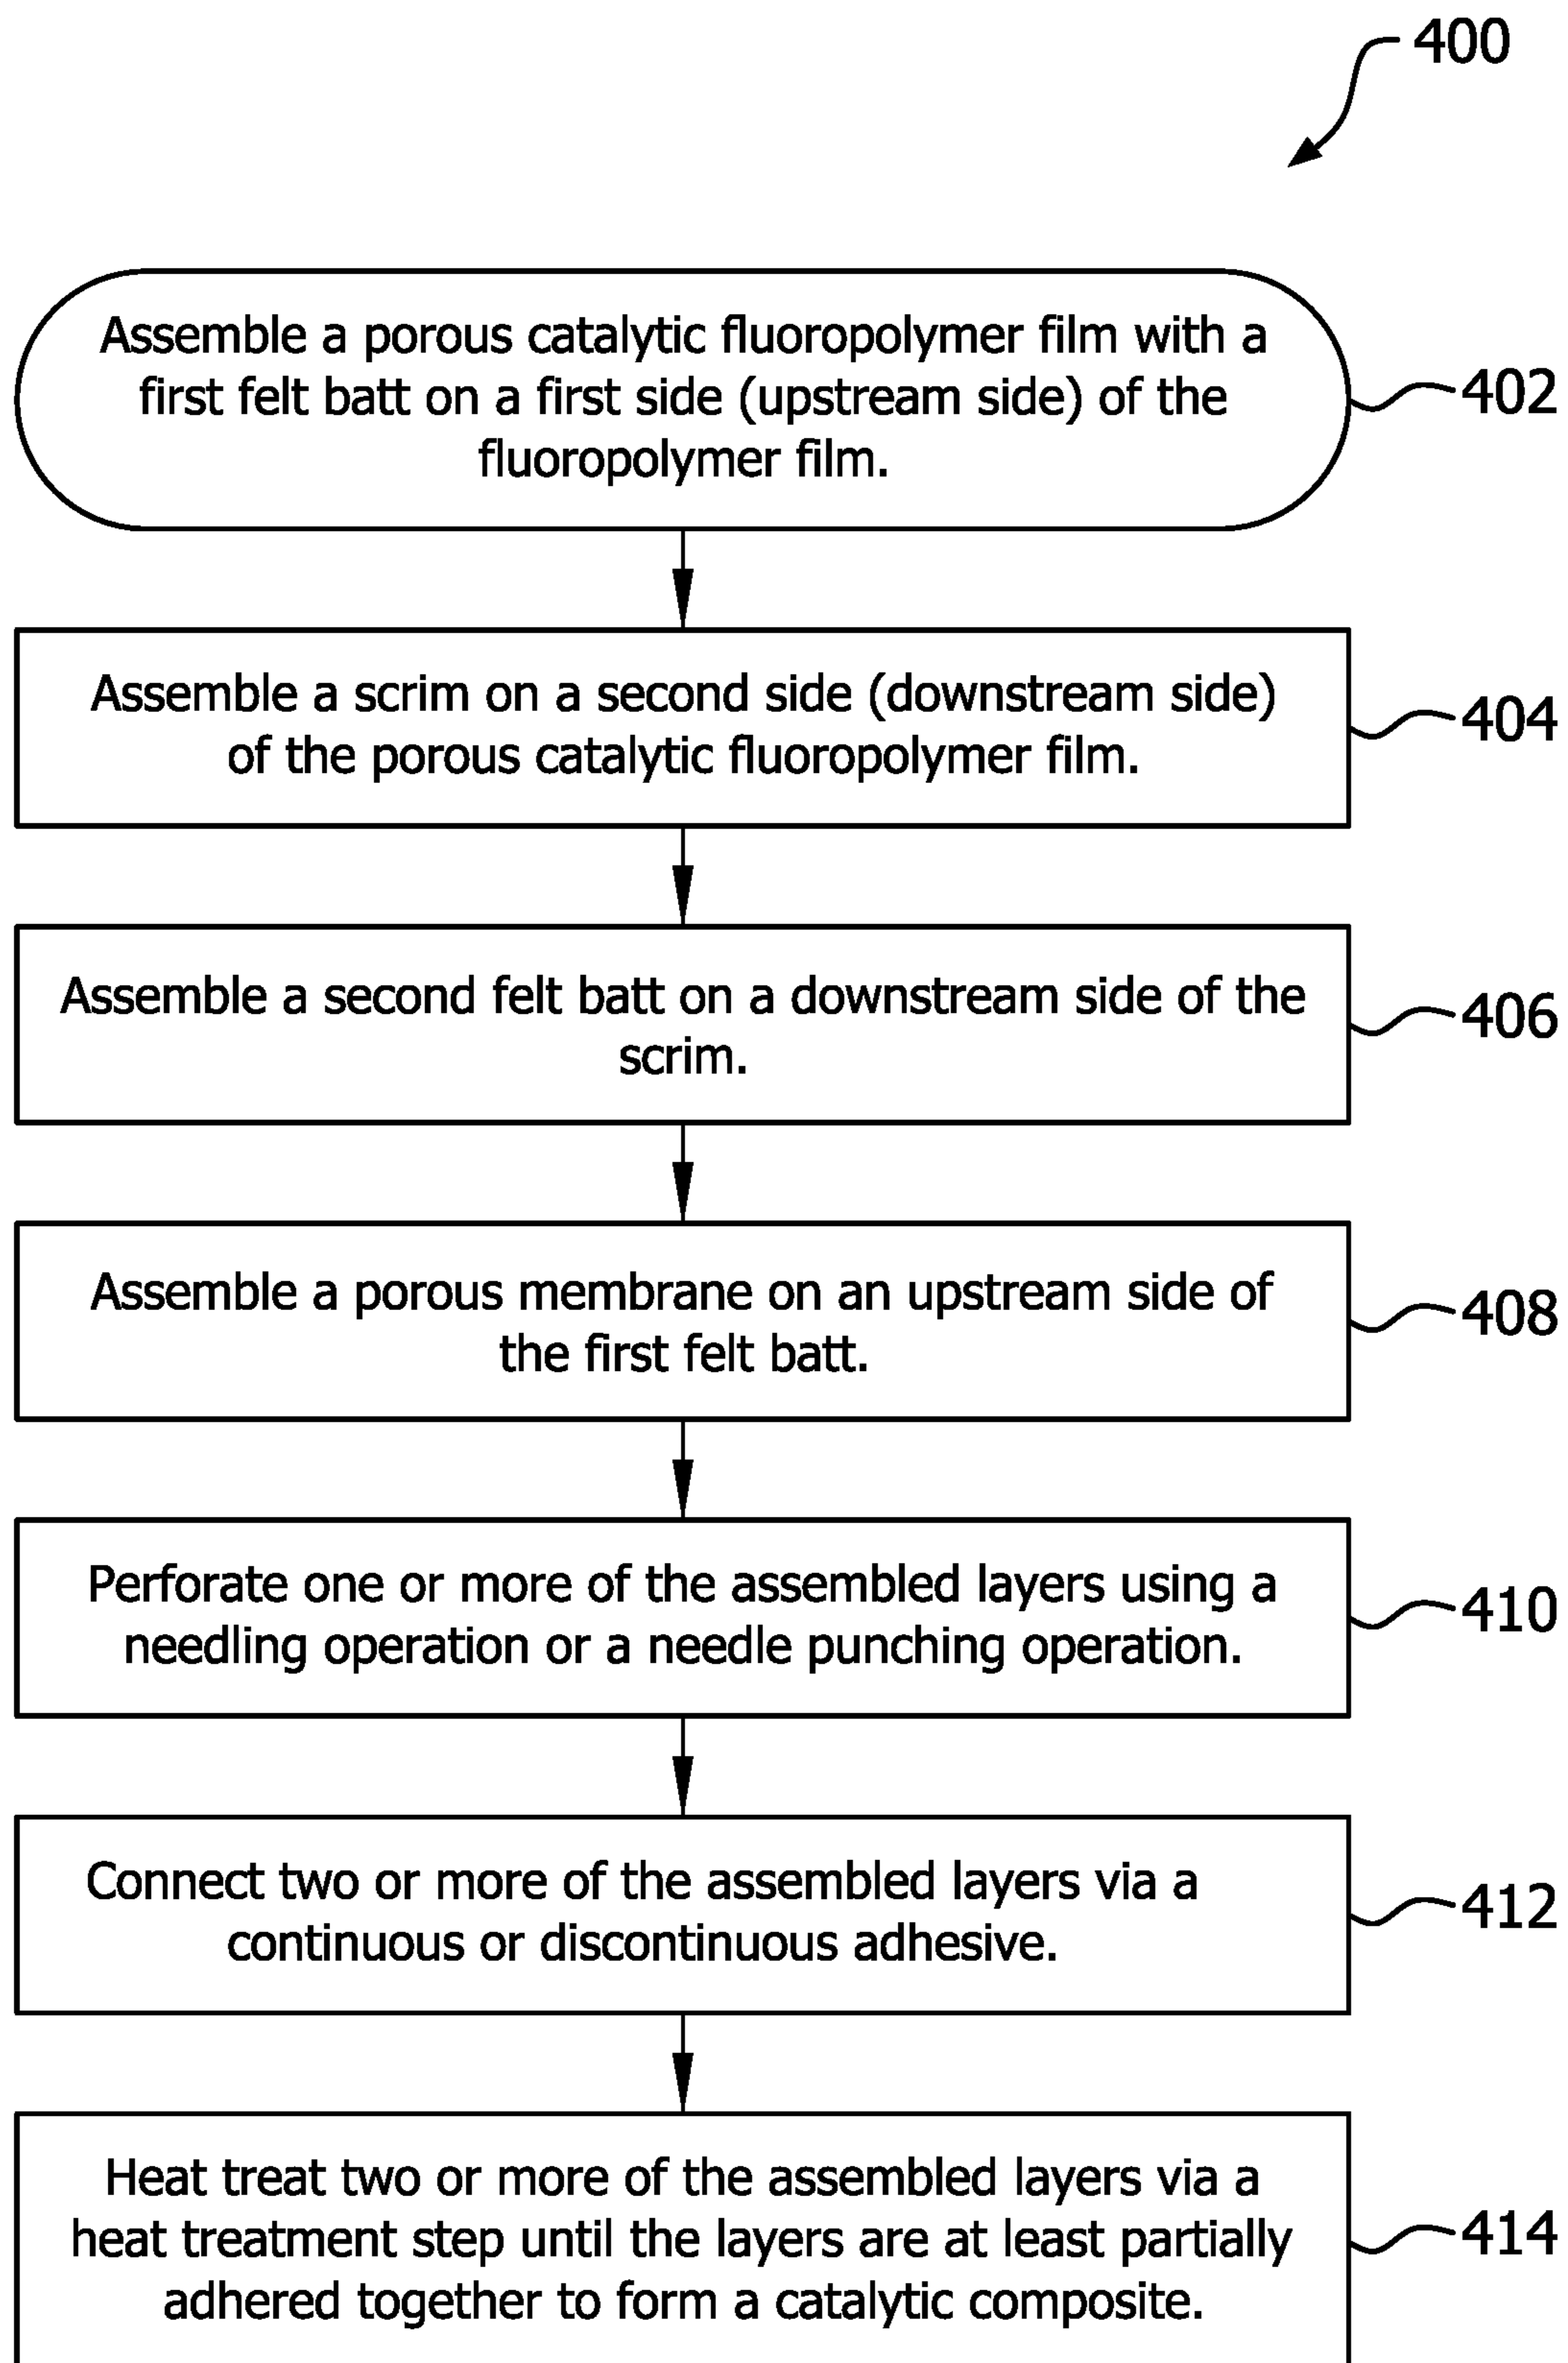 400
Assemble a porous catalytic fluoropolymer film with a
first felt batt on a first side (upstream side) of the
fluoropolymer film.
402
Assemble a scrim on a second side (downstream side)
of the porous catalytic fluoropolymer film.
404
Assemble a second felt batt on a downstream side of the
scrim.
406
Assemble a porous membrane on an upstream side of
the first felt batt.
408
Perforate one or more of the assembled layers using a
needling operation or a needle punching operation.
410
Connect two or more of the assembled layers via a
continuous or discontinuous adhesive.
412
Heat treat two or more of the assembled layers via a
heat treatment step until the layers are at least partially
adhered together to form a catalytic composite.
414